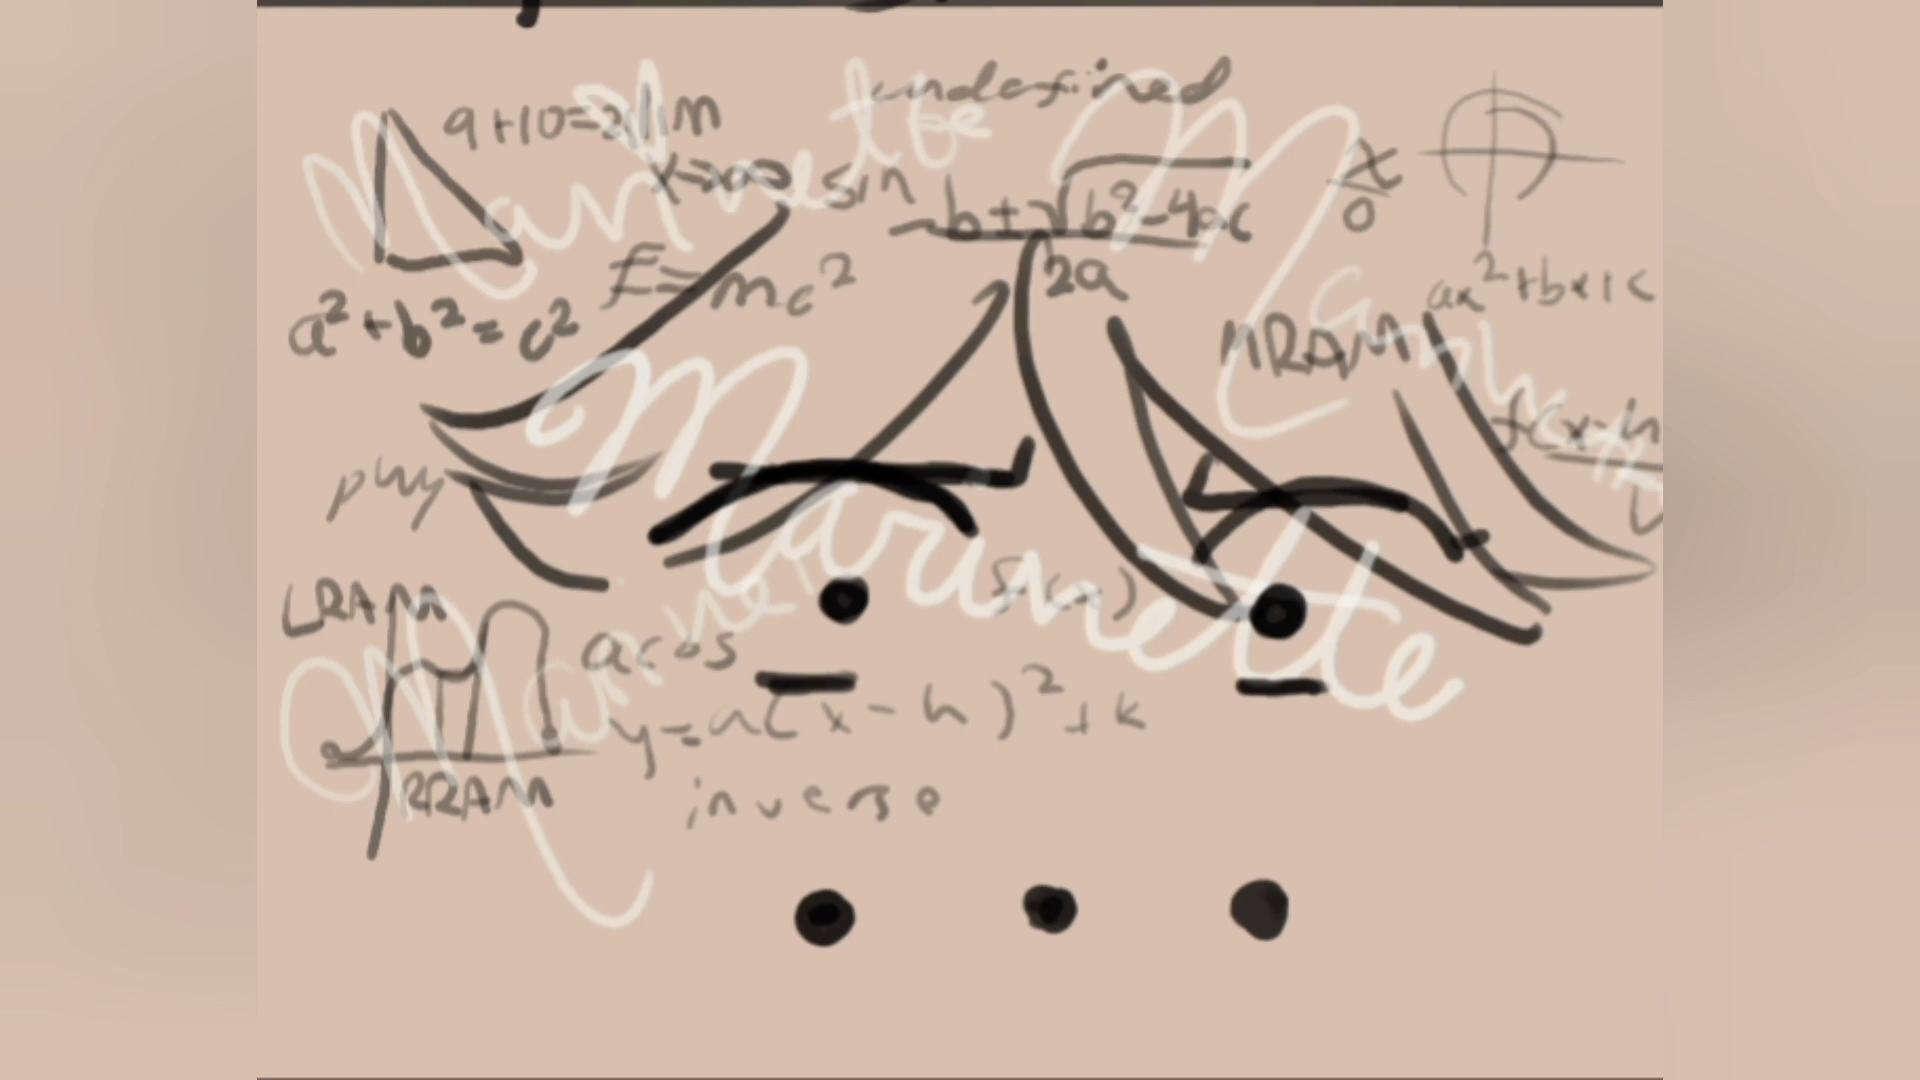 Marinette
undefined
9+10=21
m
x=
sin
-b±√b²-4ac
2a
x
0
E=mc²
a²+b²=c²
ax²+bx+c
MRAM
Marinette
f(x-h
Marinette
LRAM
f(x)
acos
Marinette
y=a(x-h)²+k
RRAM
inverse